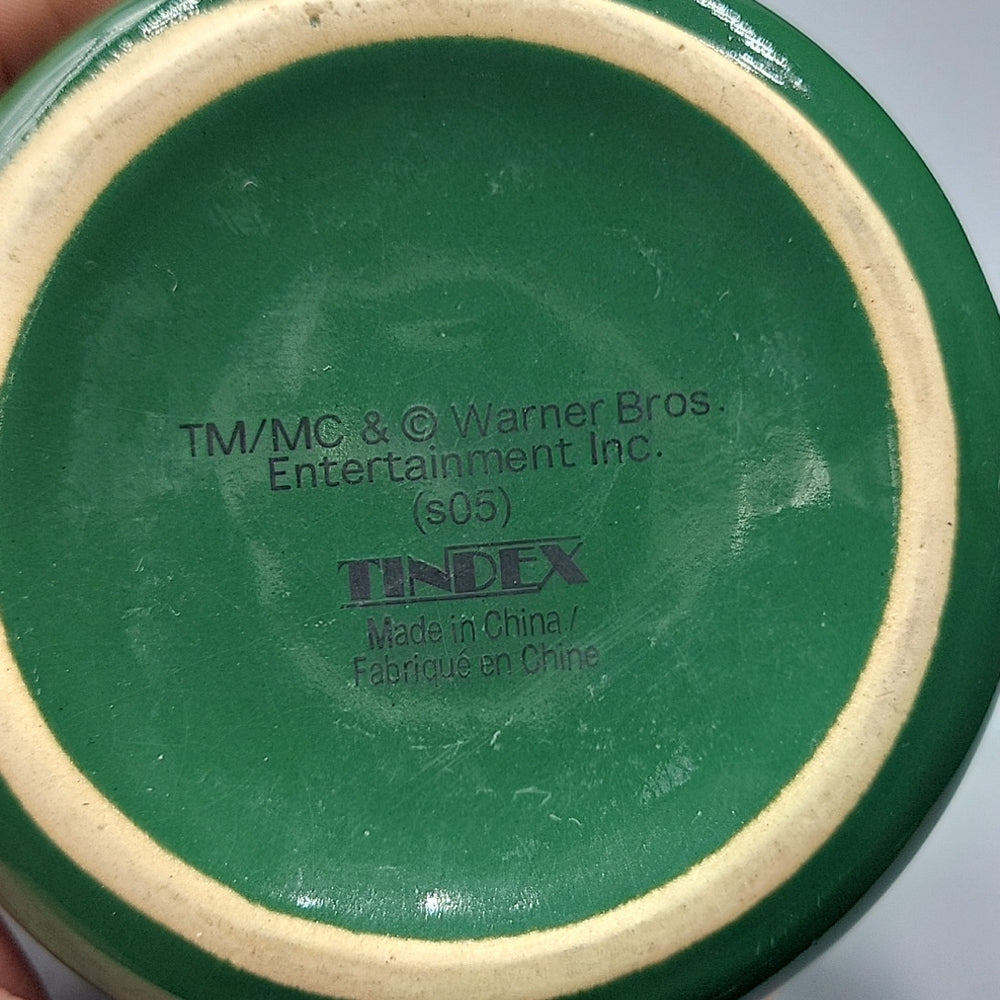 TM/MC & © Warner Bros.
Entertainment Inc.
(s05)
TINDEX
Made in China /
Fabriqué en Chine